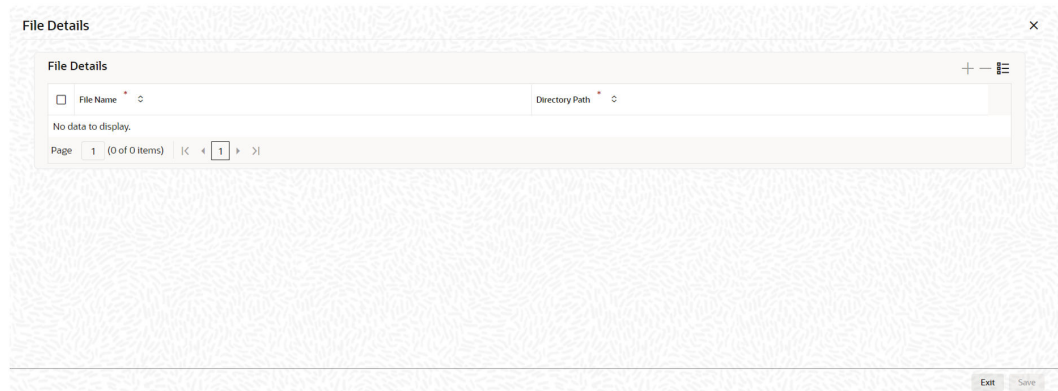 File Details
File Details
File Name * Directory Path *
No data to display.
Page 1 (0 of 0 items) 1
Exit Save